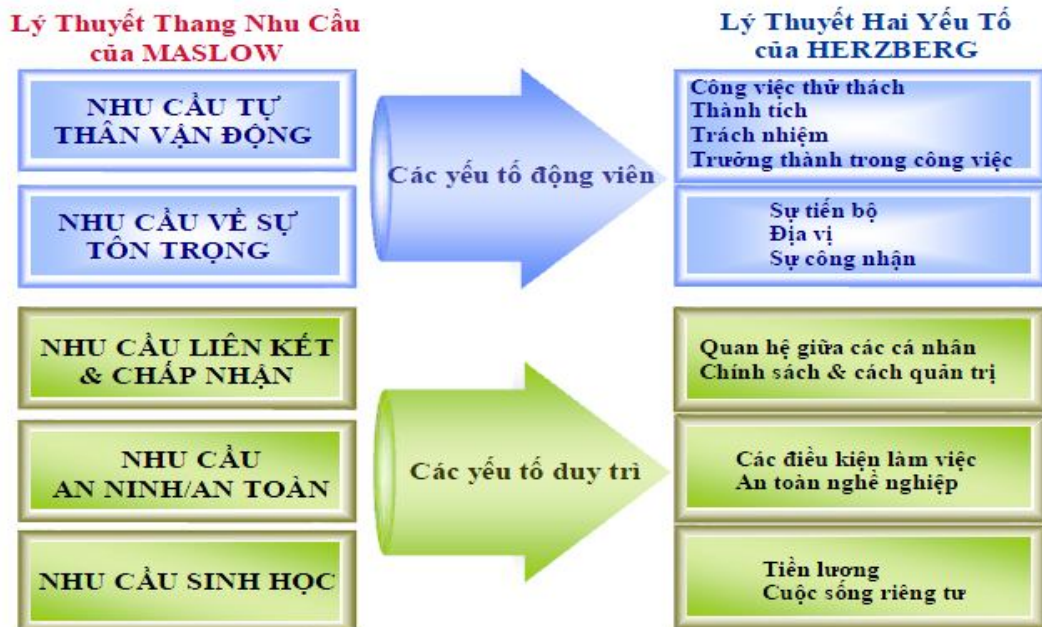 Lý Thuyết Thang Nhu Cầu
của MASLOW
Lý Thuyết Hai Yếu Tố
của HERZBERG
NHU CẦU TỰ
THÂN VẬN ĐỘNG
Các yếu tố động viên
Công việc thử thách
Thành tích
Trách nhiệm
Trưởng thành trong công việc
NHU CẦU VỀ SỰ
TÔN TRỌNG
Sự tiến bộ
Địa vị
Sự công nhận
NHU CẦU LIÊN KẾT
& CHẤP NHẬN
Quan hệ giữa các cá nhân
Chính sách & cách quản trị
NHU CẦU
AN NINH/AN TOÀN
Các yếu tố duy trì
Các điều kiện làm việc
An toàn nghề nghiệp
NHU CẦU SINH HỌC
Tiền lương
Cuộc sống riêng tư